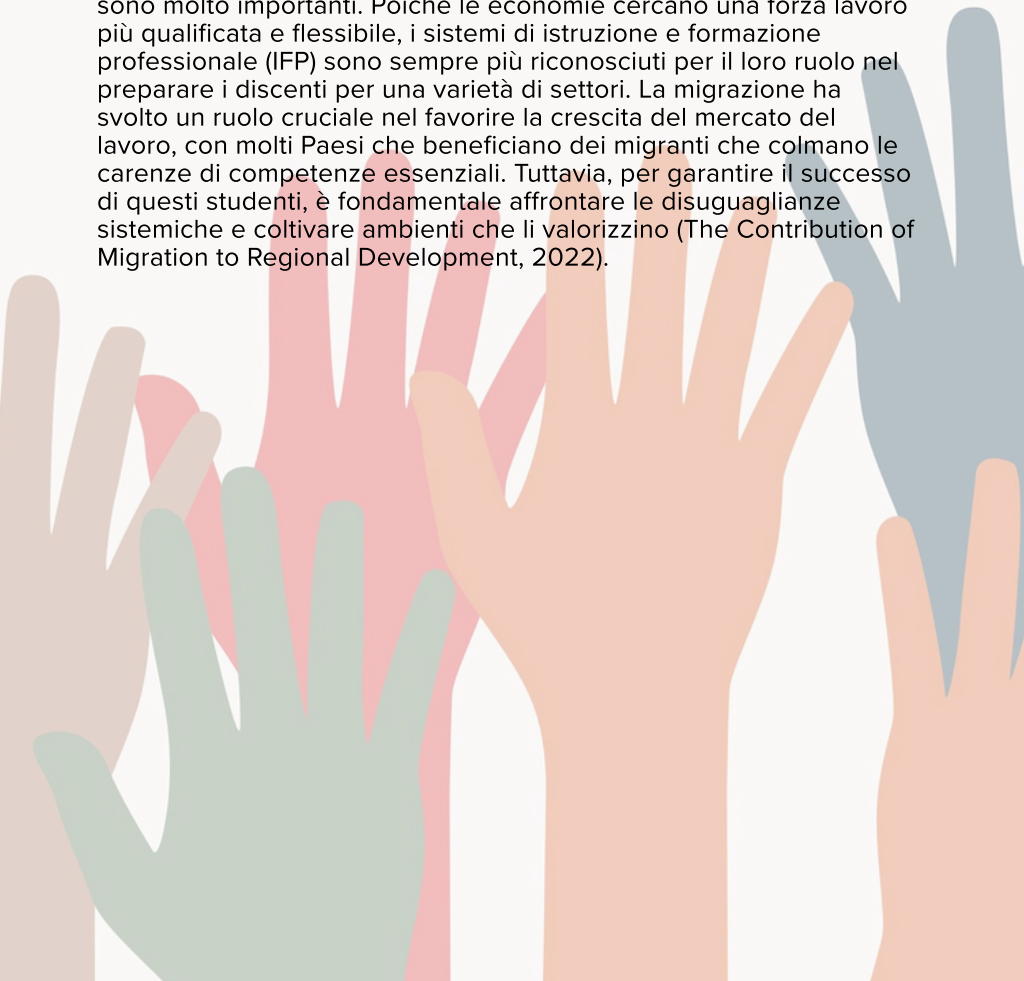 sono molto importanti. Poiché le economie cercano una forza lavoro
più qualificata e flessibile, i sistemi di istruzione e formazione
professionale (IFP) sono sempre più riconosciuti per il loro ruolo nel
preparare i discenti per una varietà di settori. La migrazione ha
svolto un ruolo cruciale nel favorire la crescita del mercato del
lavoro, con molti Paesi che beneficiano dei migranti che colmano le
carenze di competenze essenziali. Tuttavia, per garantire il successo
di questi studenti, è fondamentale affrontare le disuguaglianze
sistemiche e coltivare ambienti che li valorizzino (The Contribution of
Migration to Regional Development, 2022).